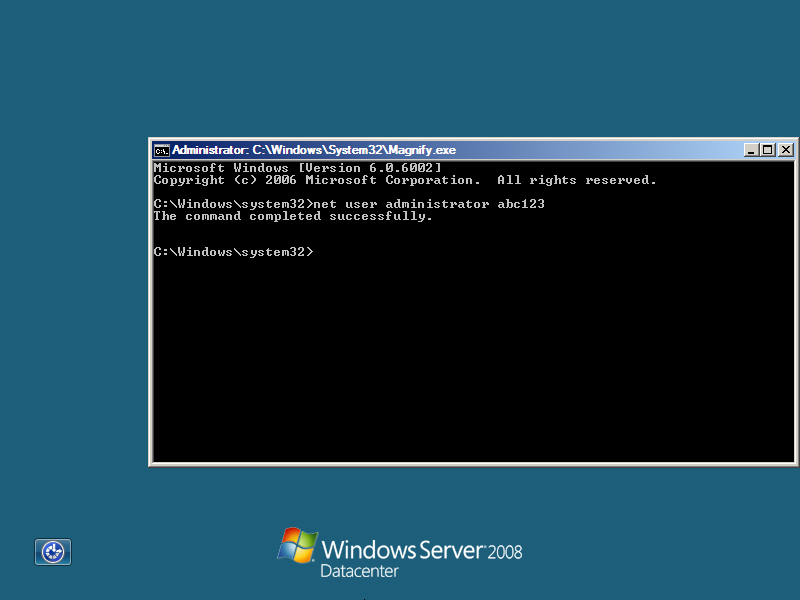 Administrator: C:\Windows\System32\Magnify.exe
Microsoft Windows [Version 6.0.6002]
Copyright (c) 2006 Microsoft Corporation.  All rights reserved.
C:\Windows\system32>net user administrator abc123
The command completed successfully.
C:\Windows\system32>
Windows Server 2008
Datacenter